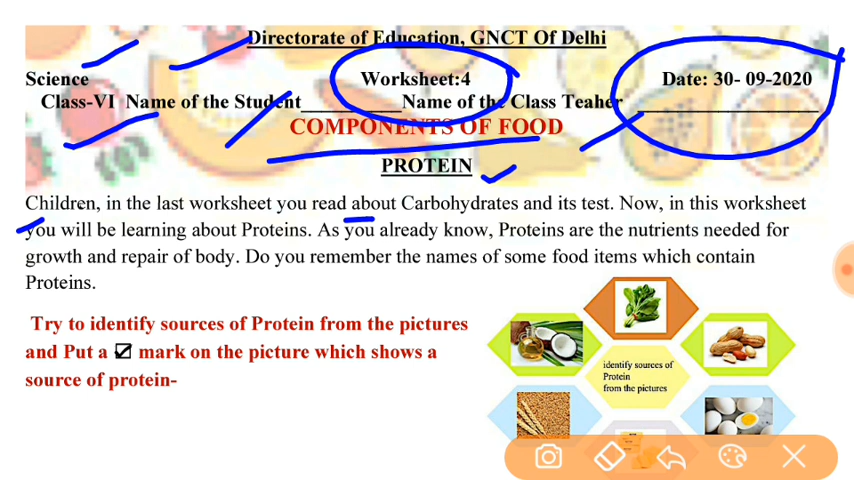 Directorate of Education, GNCT Of Delhi
Science Worksheet:4 Date: 30- 09-2020
Class-VI Name of the Student__________Name of the Class Teaher __________________
COMPONENTS OF FOOD
PROTEIN
Children, in the last worksheet you read about Carbohydrates and its test. Now, in this worksheet
you will be learning about Proteins. As you already know, Proteins are the nutrients needed for
growth and repair of body. Do you remember the names of some food items which contain
Proteins.
Try to identify sources of Protein from the pictures
and Put a ☑ mark on the picture which shows a
source of protein-
identify sources of
Protein
from the pictures